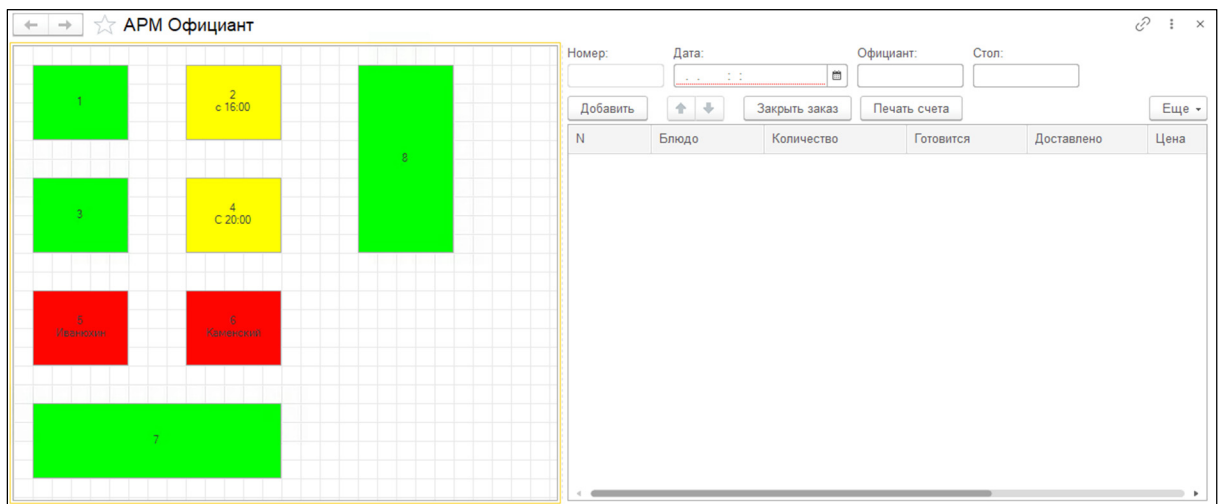 АРМ Официант
1
2
с 16:00
8
3
4
С 20:00
5
Иванюхин
6
Каменский
7
Номер:
Дата:
Официант:
Стол:
. . : :
Добавить
Закрыть заказ
Печать счета
Еще
N
Блюдо
Количество
Готовится
Доставлено
Цена